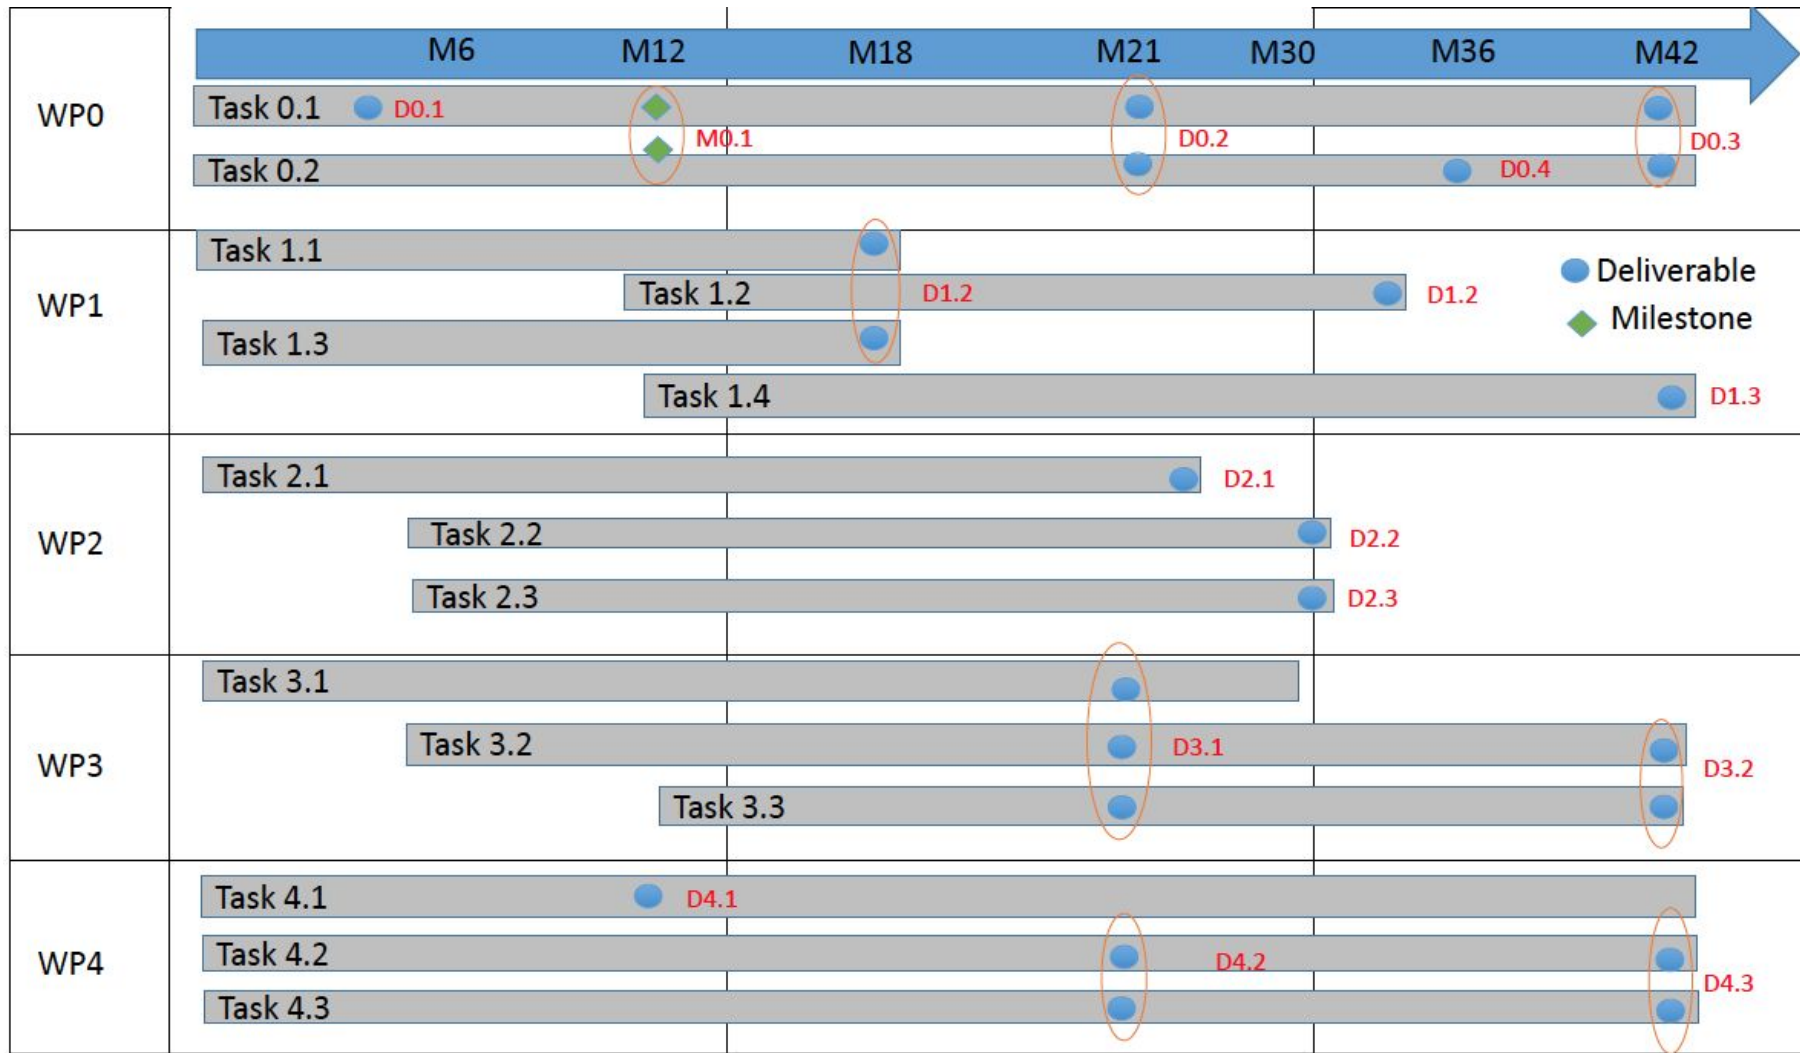 M6 M12 M18 M21 M30 M36 M42
WP0
Task 0.1 D0.1
M0.1 D0.2 D0.3
Task 0.2 D0.4
WP1
Task 1.1
Deliverable
Task 1.2 D1.2 D1.2
Milestone
Task 1.3
Task 1.4 D1.3
WP2
Task 2.1 D2.1
Task 2.2 D2.2
Task 2.3 D2.3
WP3
Task 3.1
Task 3.2 D3.1 D3.2
Task 3.3
WP4
Task 4.1 D4.1
Task 4.2 D4.2
D4.3
Task 4.3